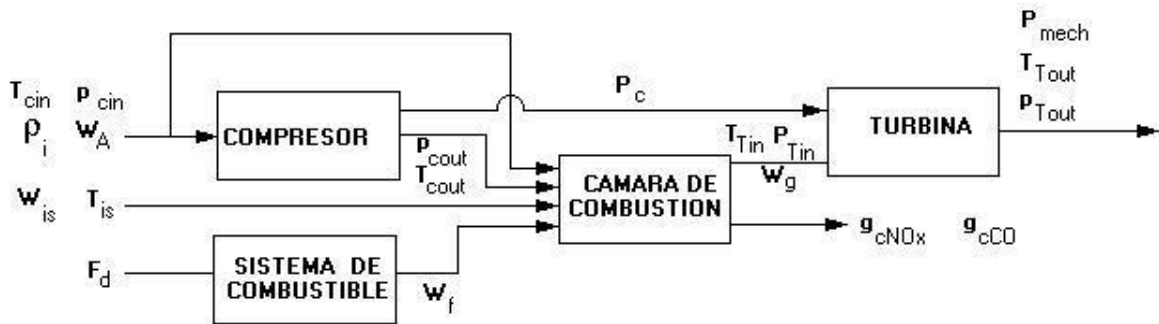 P mech
T Tout
p Tout
T cin p cin
ρ i w A
COMPRESOR
P c
TURBINA
p cout
T cout
T Tin P Tin
w g
CAMARA DE
COMBUSTION
w is T is
g cNOx g cCO
F d
SISTEMA DE
COMBUSTIBLE
w f